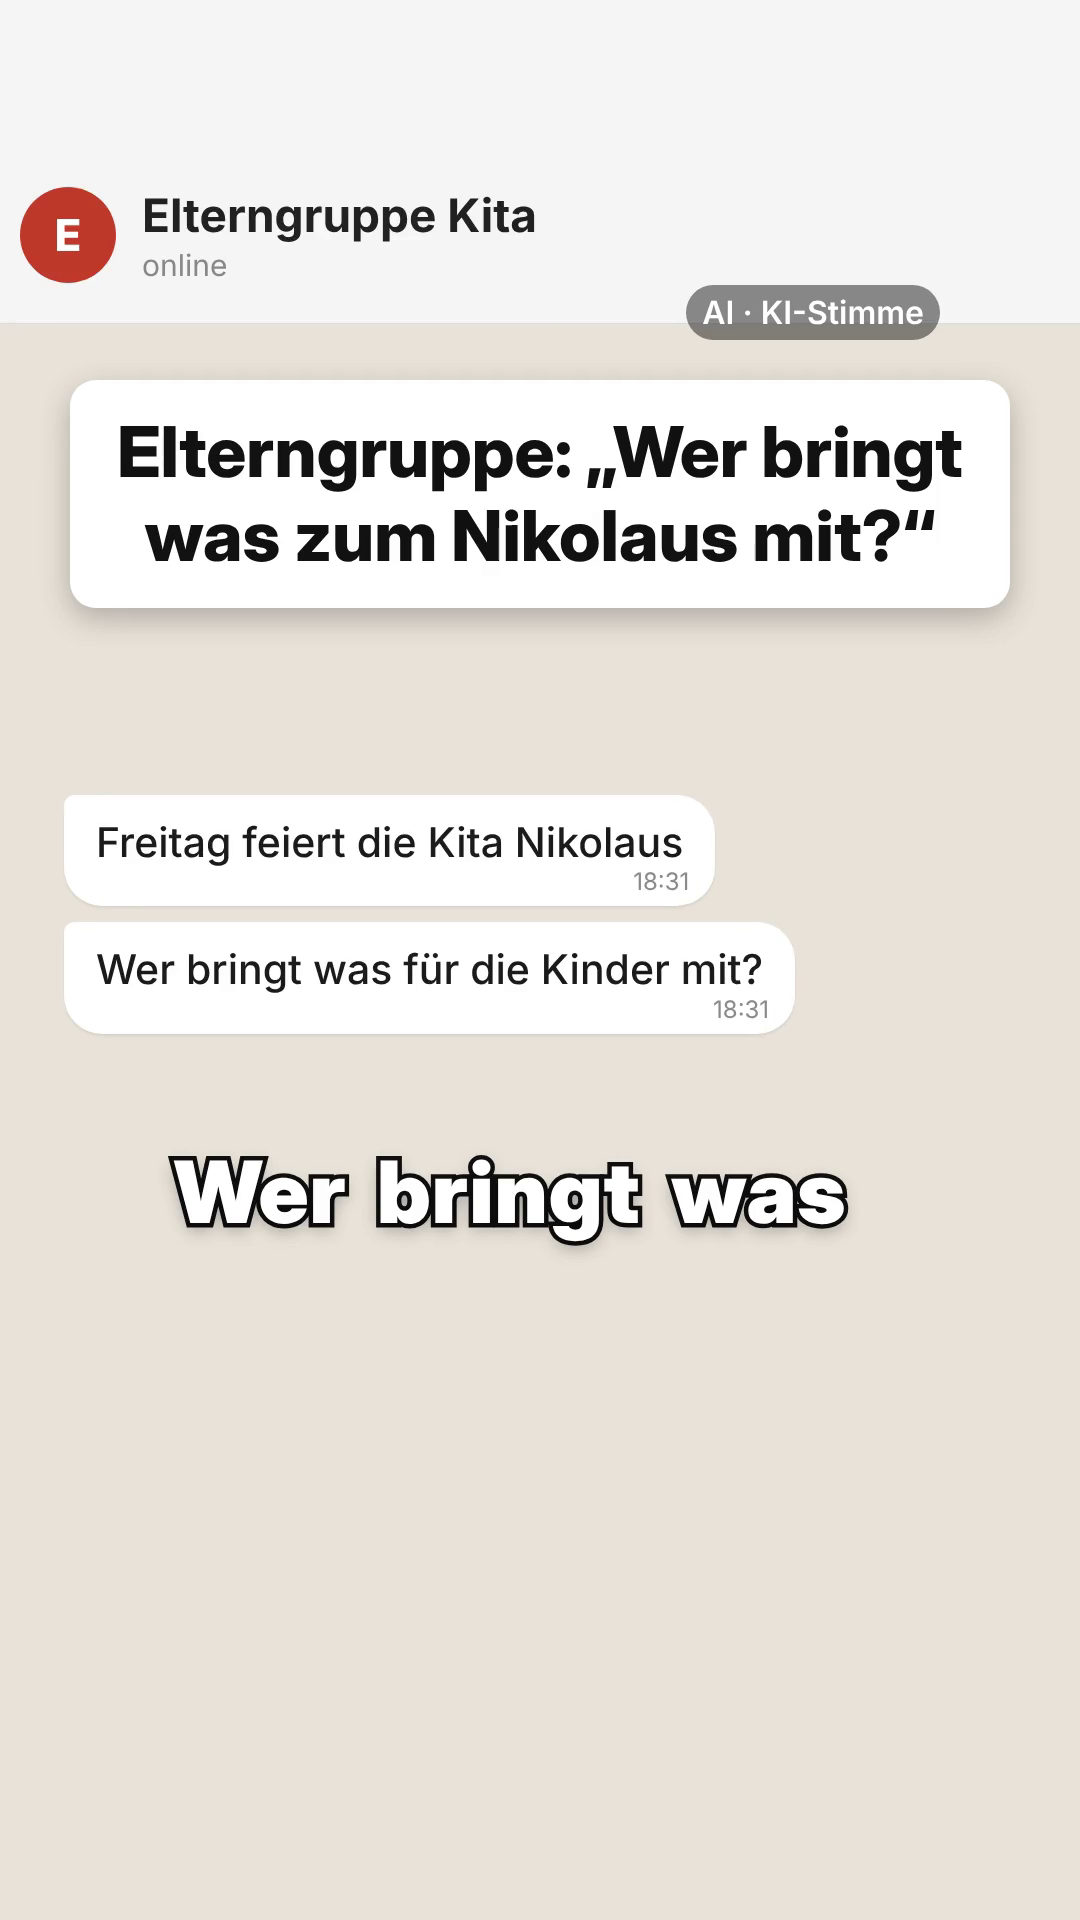 E
Elterngruppe Kita
online
AI · KI-Stimme
Elterngruppe: „Wer bringt
was zum Nikolaus mit?“
Freitag feiert die Kita Nikolaus
18:31
Wer bringt was für die Kinder mit?
18:31
Wer bringt was